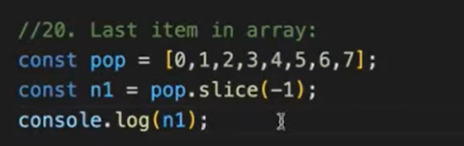 //20. Last item in array:
const pop = [0,1,2,3,4,5,6,7];
const n1 = pop.slice(-1);
console.log(n1);